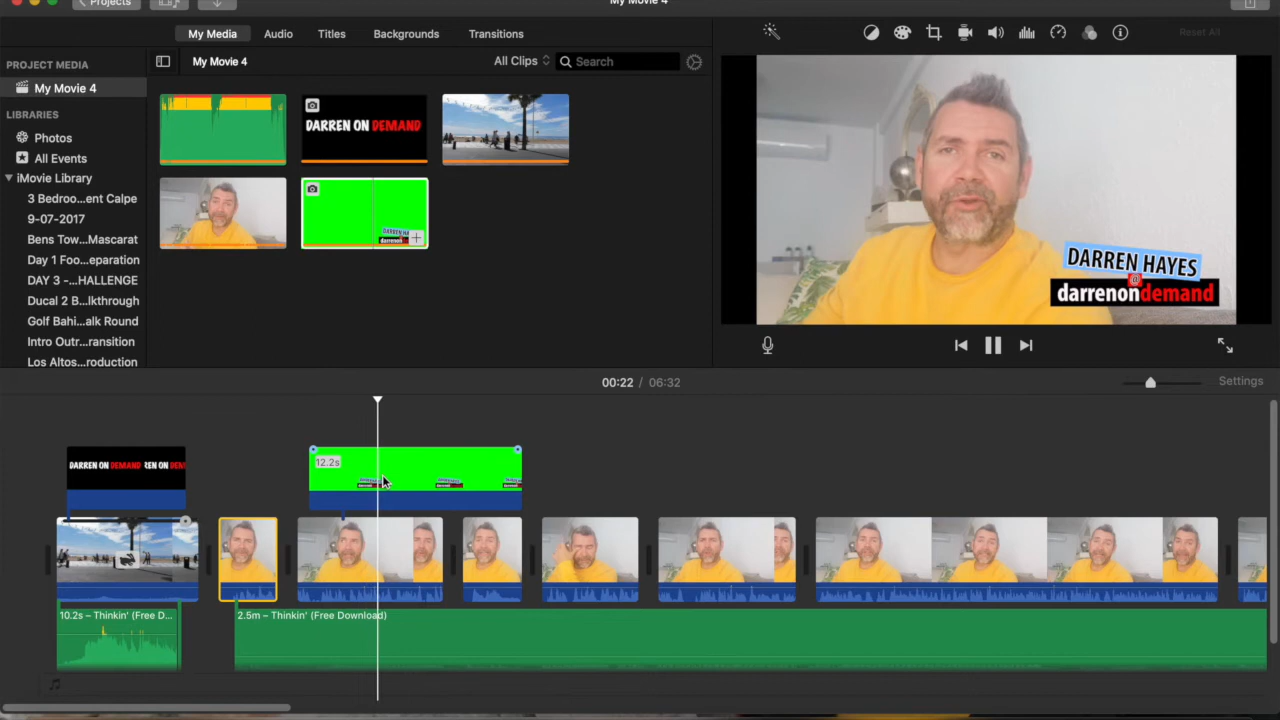 Projects
My Movie 4
My Media
Audio
Titles
Backgrounds
Transitions
Reset All
PROJECT MEDIA
My Movie 4
All Clips
Search
My Movie 4
LIBRARIES
Photos
All Events
iMovie Library
3 Bedroo...ent Calpe
9-07-2017
Bens Tow...Mascarat
Day 1 Foo...eparation
DAY 3 -...HALLENGE
Ducal 2 B...lkthrough
Golf Bahi...alk Round
Intro Outr...ransition
Los Altos...roduction
DARREN ON DEMAND
DARREN HAYES
@
darrenondemand
00:22 / 06:32
Settings
DARREN ON DEMAND
12.2s
10.2s – Thinkin' (Free D...
2.5m – Thinkin' (Free Download)